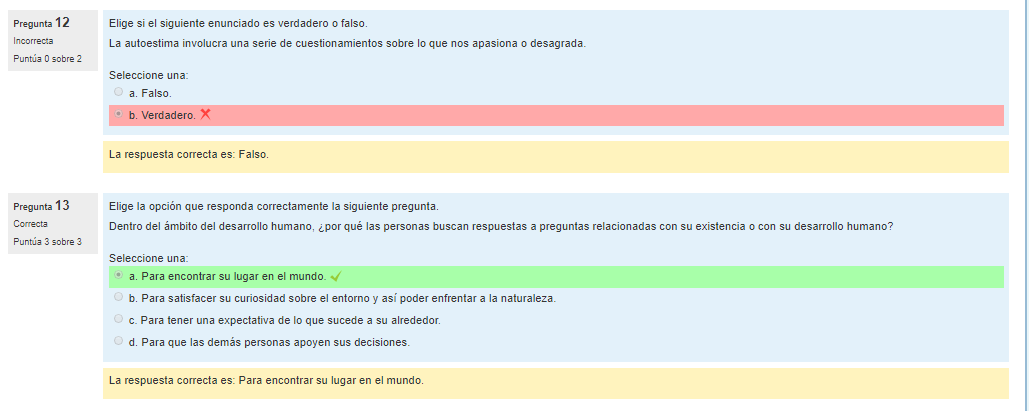 Pregunta 12
Incorrecta
Puntúa 0 sobre 2
Elige si el siguiente enunciado es verdadero o falso.
La autoestima involucra una serie de cuestionamientos sobre lo que nos apasiona o desagrada.
Seleccione una:
a. Falso.
b. Verdadero.
La respuesta correcta es: Falso.
Pregunta 13
Correcta
Puntúa 3 sobre 3
Elige la opción que responda correctamente la siguiente pregunta.
Dentro del ámbito del desarrollo humano, ¿por qué las personas buscan respuestas a preguntas relacionadas con su existencia o con su desarrollo humano?
Seleccione una:
a. Para encontrar su lugar en el mundo.
b. Para satisfacer su curiosidad sobre el entorno y así poder enfrentar a la naturaleza.
c. Para tener una expectativa de lo que sucede a su alrededor.
d. Para que las demás personas apoyen sus decisiones.
La respuesta correcta es: Para encontrar su lugar en el mundo.